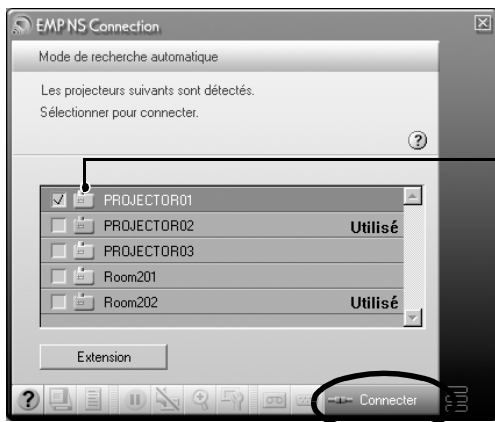 EMP NS Connection
Mode de recherche automatique
Les projecteurs suivants sont détectés.
Sélectionner pour connecter.
?
PROJECTOR01
PROJECTOR02 Utilisé
PROJECTOR03
Room201
Room202 Utilisé
Extension
? Connecter